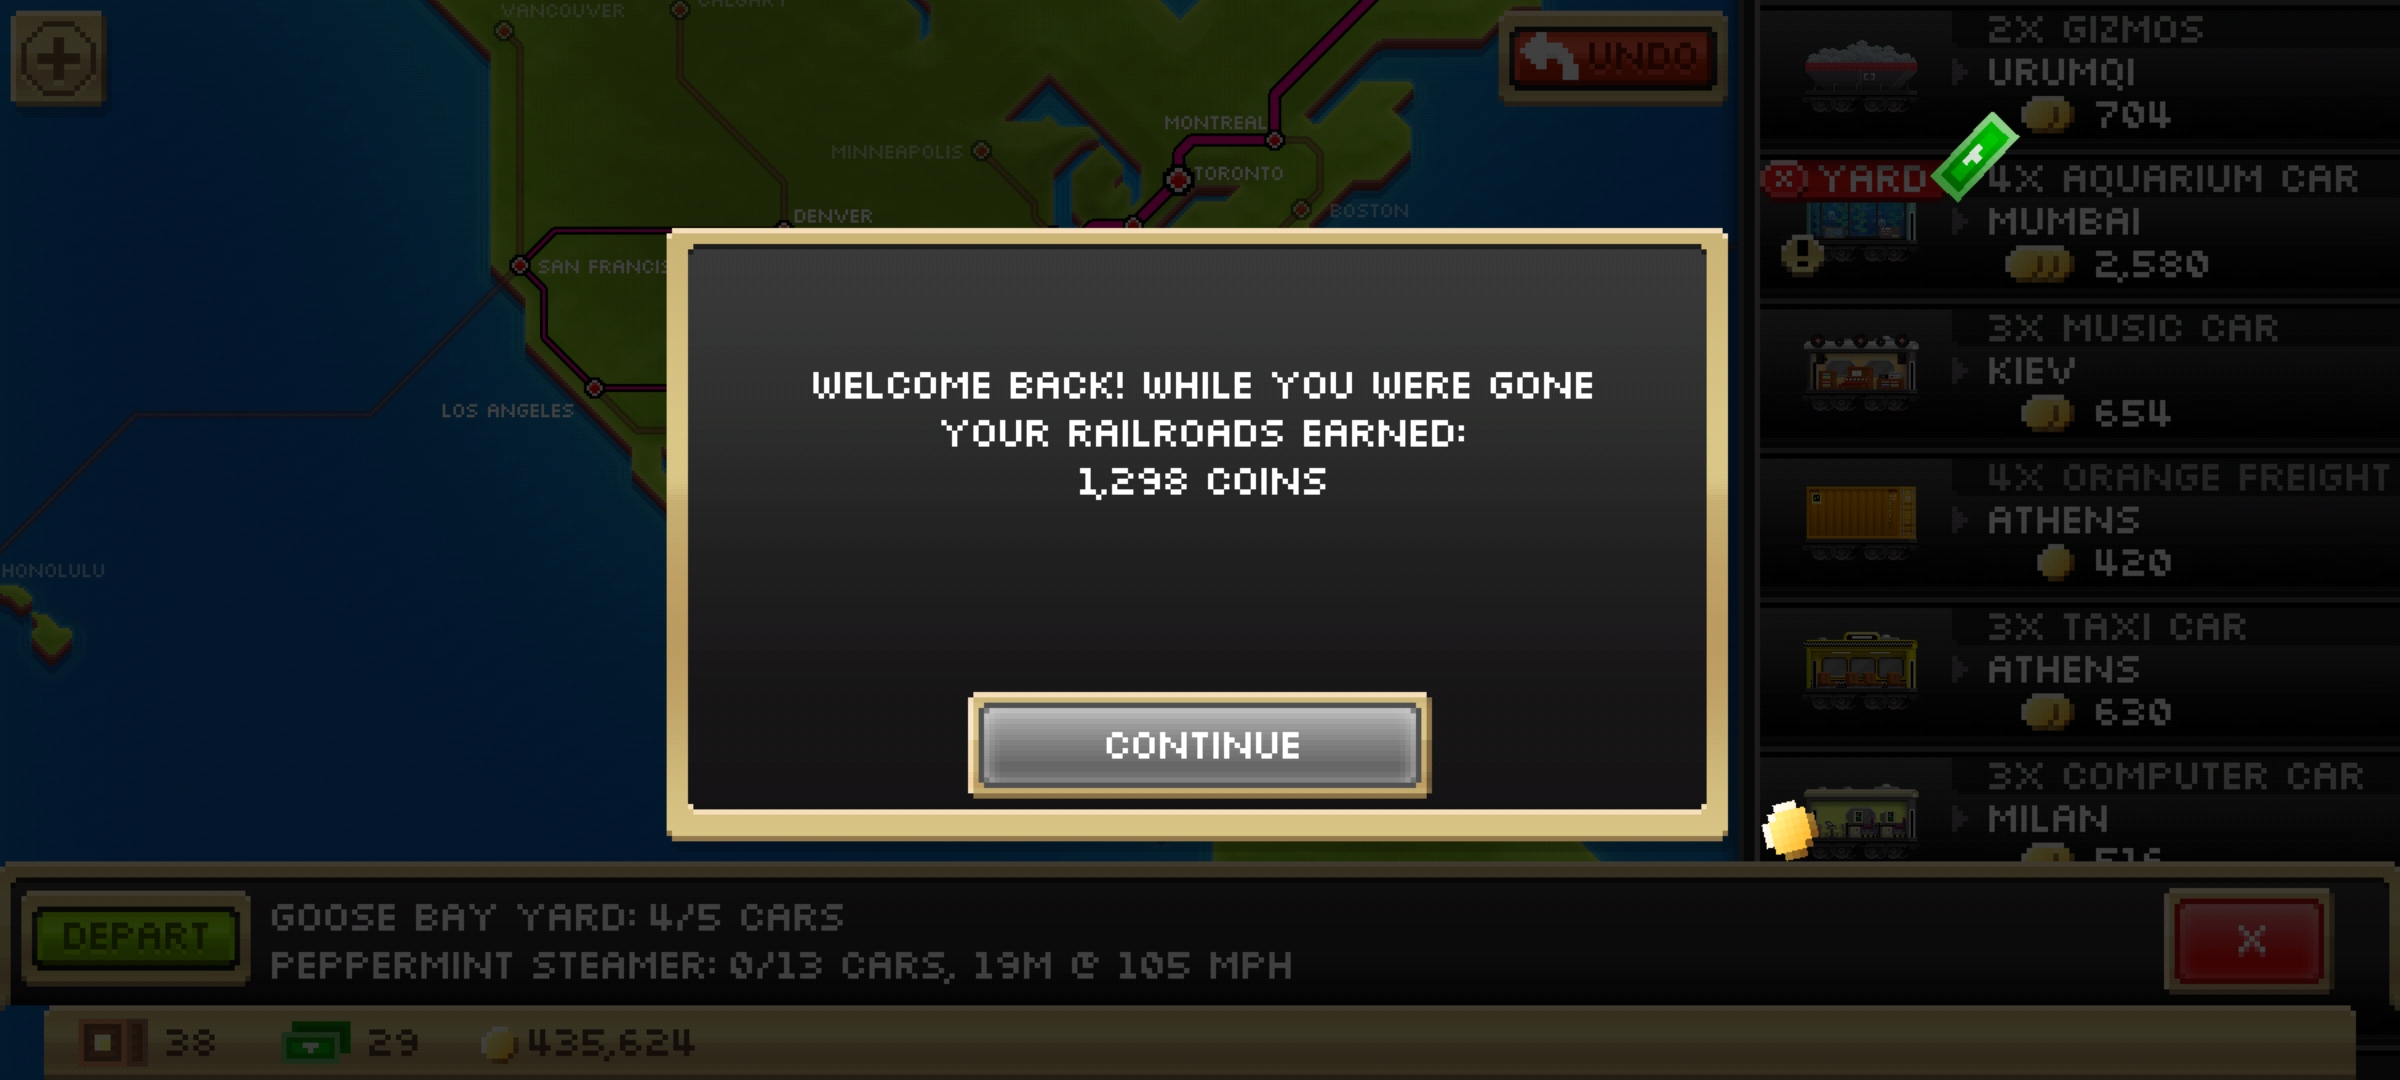 VANCOUVER
CALGARY
UNDO
MONTREAL
MINNEAPOLIS
TORONTO
DENVER
BOSTON
SAN FRANCIS
LOS ANGELES
HONOLULU
WELCOME BACK! WHILE YOU WERE GONE
YOUR RAILROADS EARNED:
1,298 COINS
CONTINUE
2X GIZMOS
URUMQI
704
YARD
4X AQUARIUM CAR
MUMBAI
2,580
3X MUSIC CAR
KIEV
654
4X ORANGE FREIGHT
ATHENS
420
3X TAXI CAR
ATHENS
630
3X COMPUTER CAR
MILAN
DEPART
GOOSE BAY YARD: 4/5 CARS
PEPPERMINT STEAMER: 0/13 CARS, 19M @ 105 MPH
X
38
29
435,624